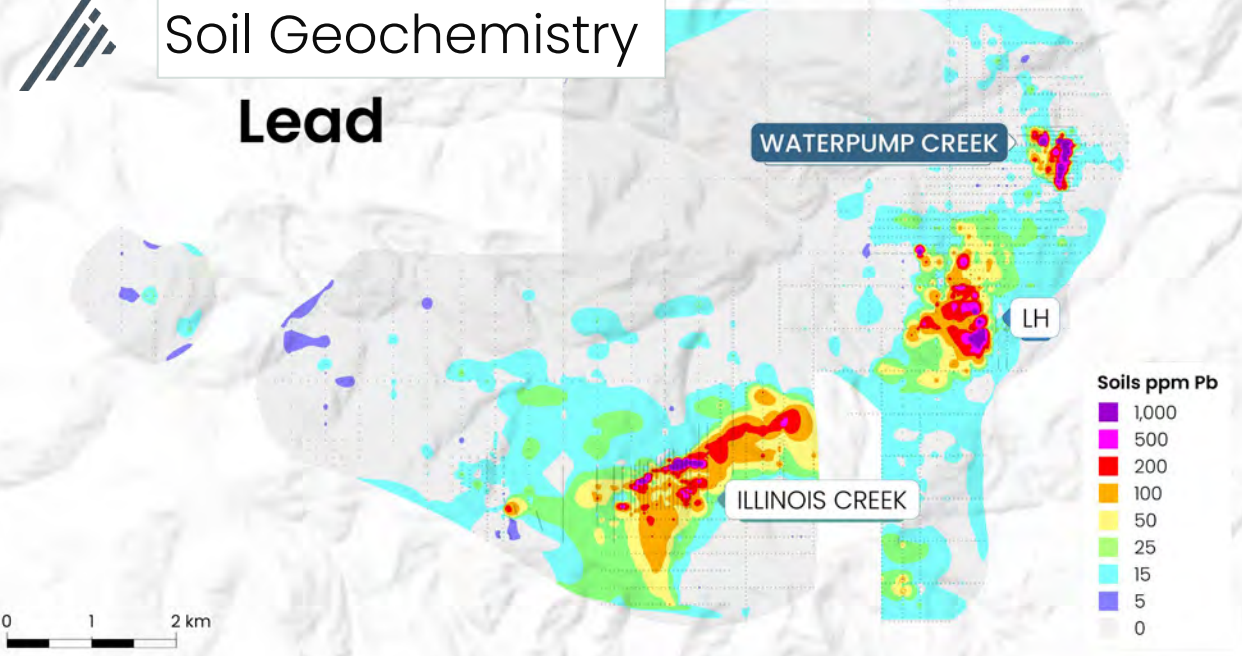 Soil Geochemistry
Lead
WATERPUMP CREEK
LH
ILLINOIS CREEK
Soils ppm Pb
1,000
500
200
100
50
25
15
5
0
0 1 2 km